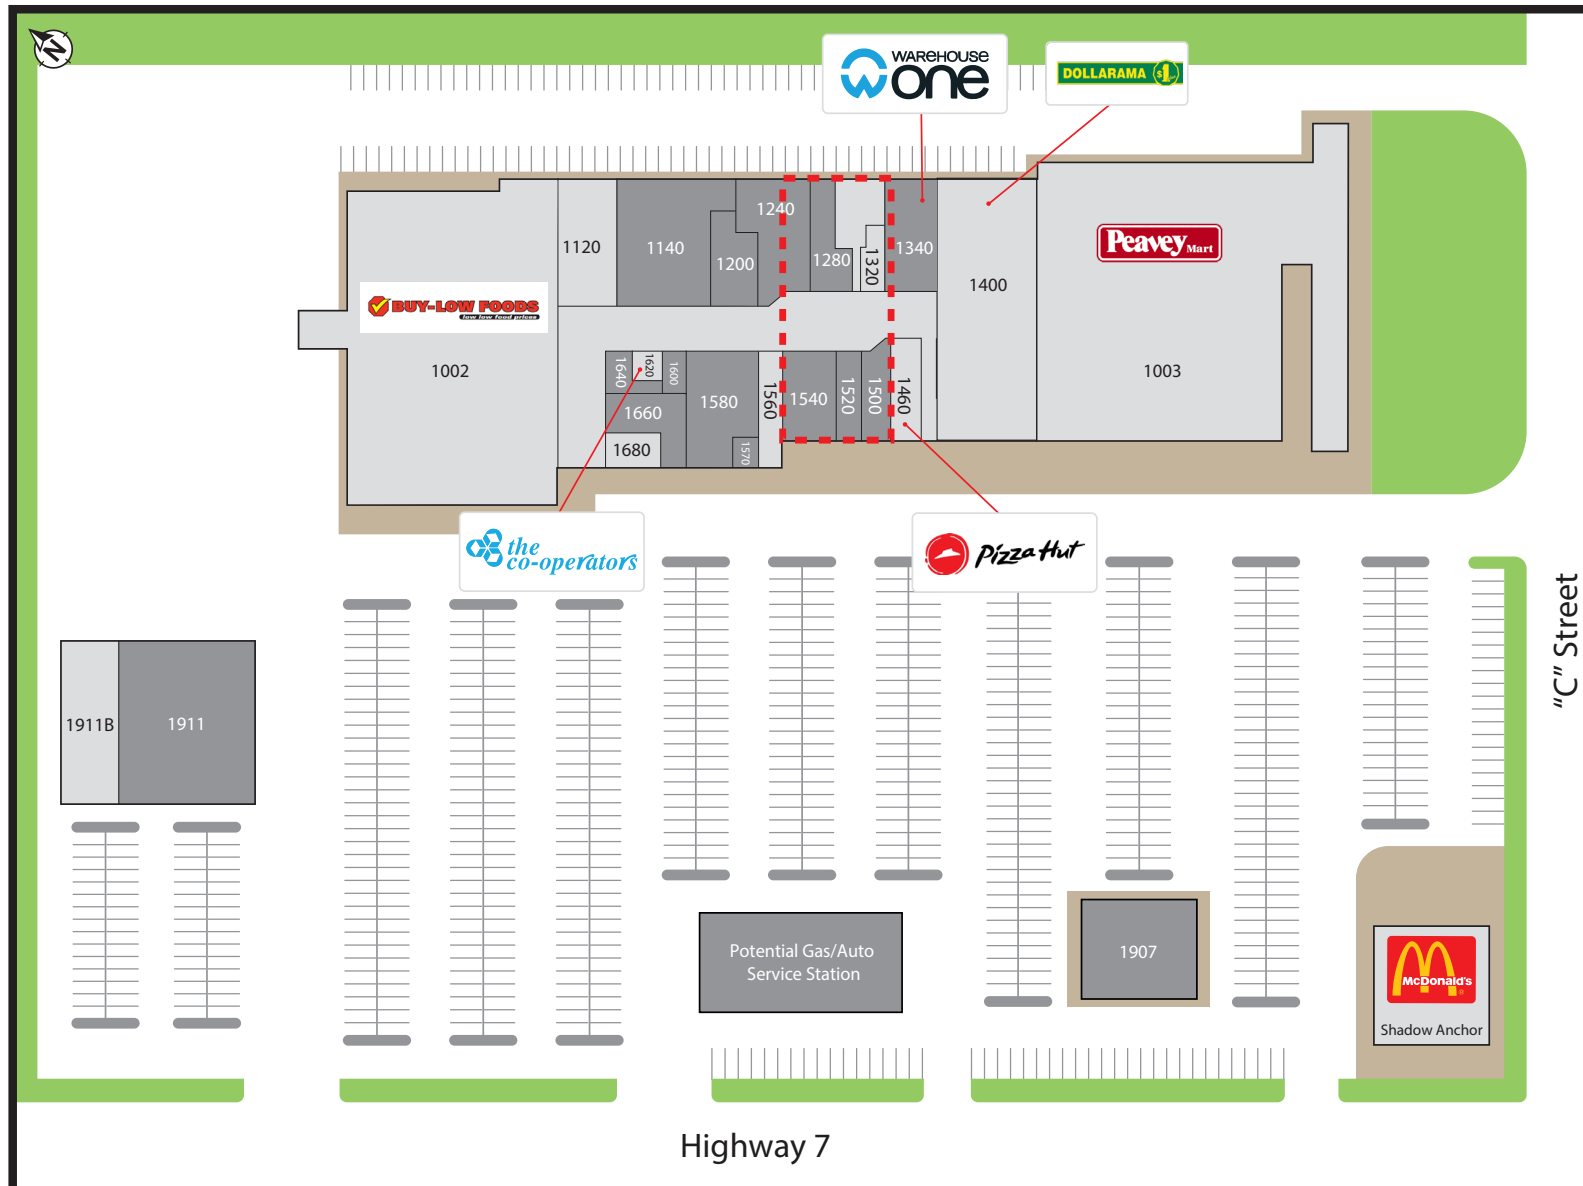 N
WAREHOUSE
one
DOLLARAMA $1
1240
1120
1140
1200
1280
1320
1340
1400
Peavey Mart
BUY-LOW FOODS
low low food prices
1002
1003
1640
1620
1600
1580
1560
1540
1520
1500
1460
1660
1680
1570
the
co-operators
Pizza Hut
"C" Street
1911B
1911
Potential Gas/Auto
Service Station
1907
McDonald's
®
Shadow Anchor
Highway 7